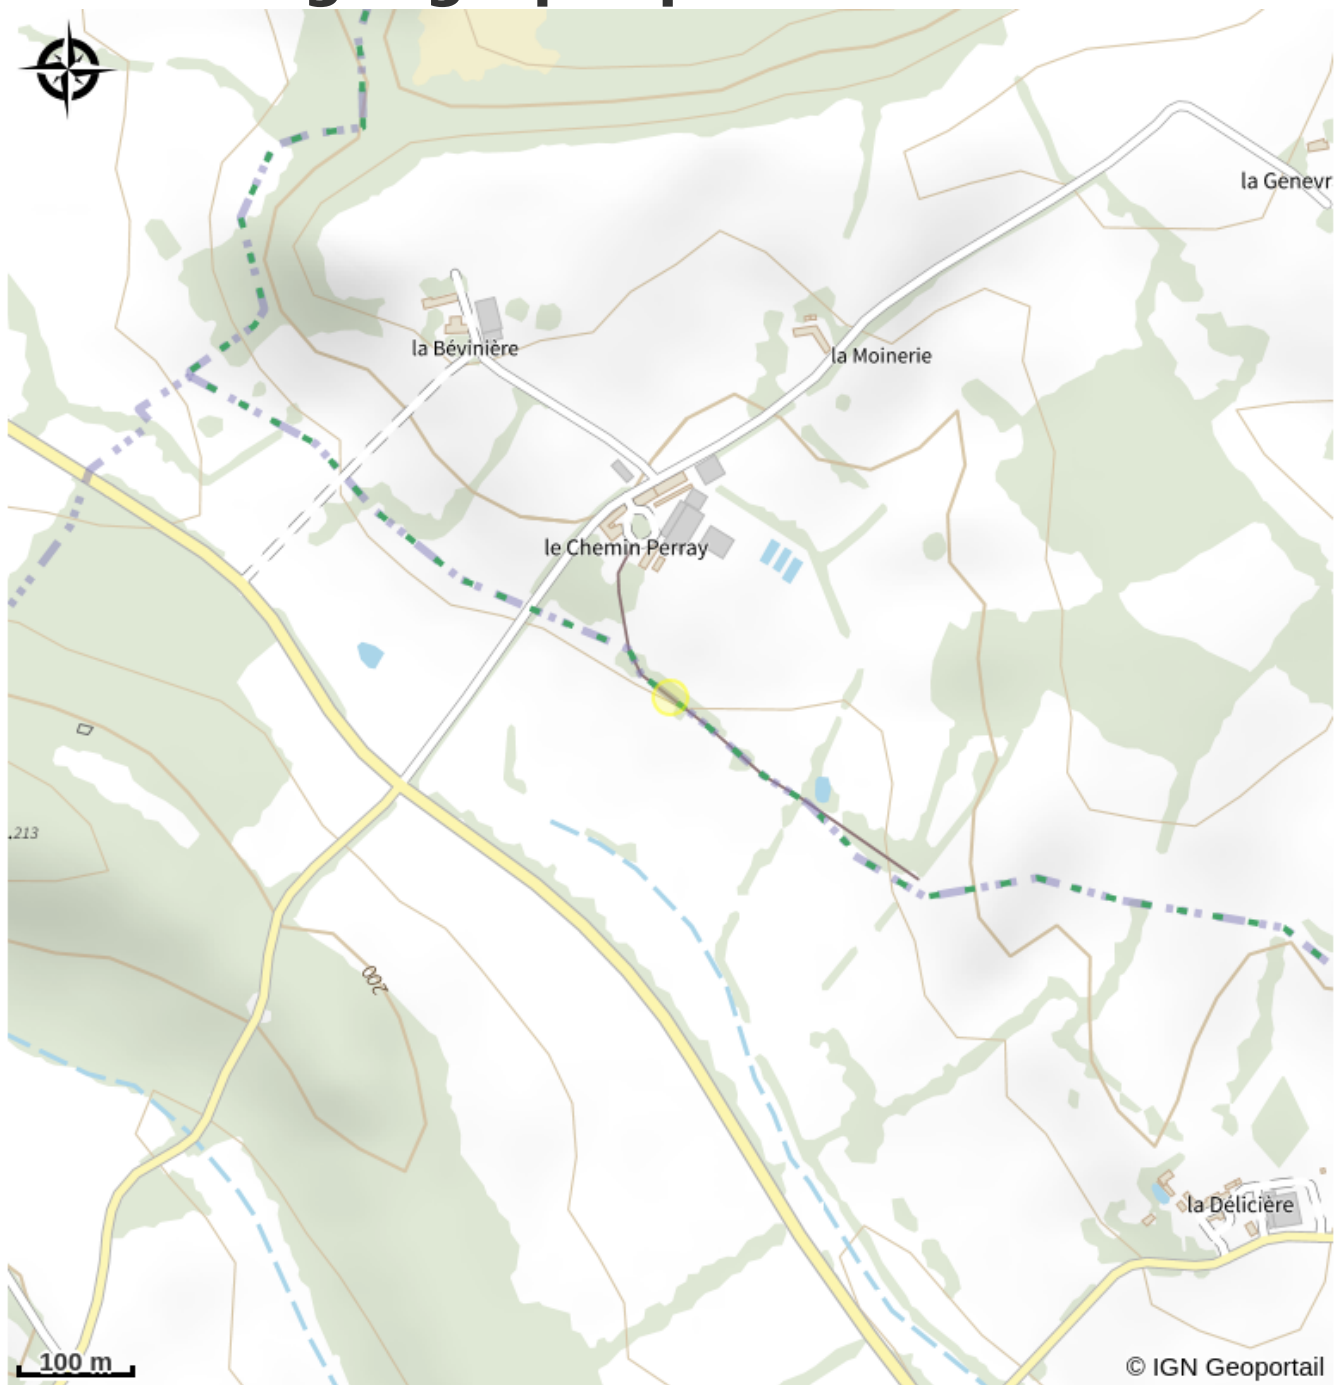 la Genevr
la Bévinière
la Moinerie
le Chemin Perray
213
200
la Délicière
100 m
© IGN Geoportail